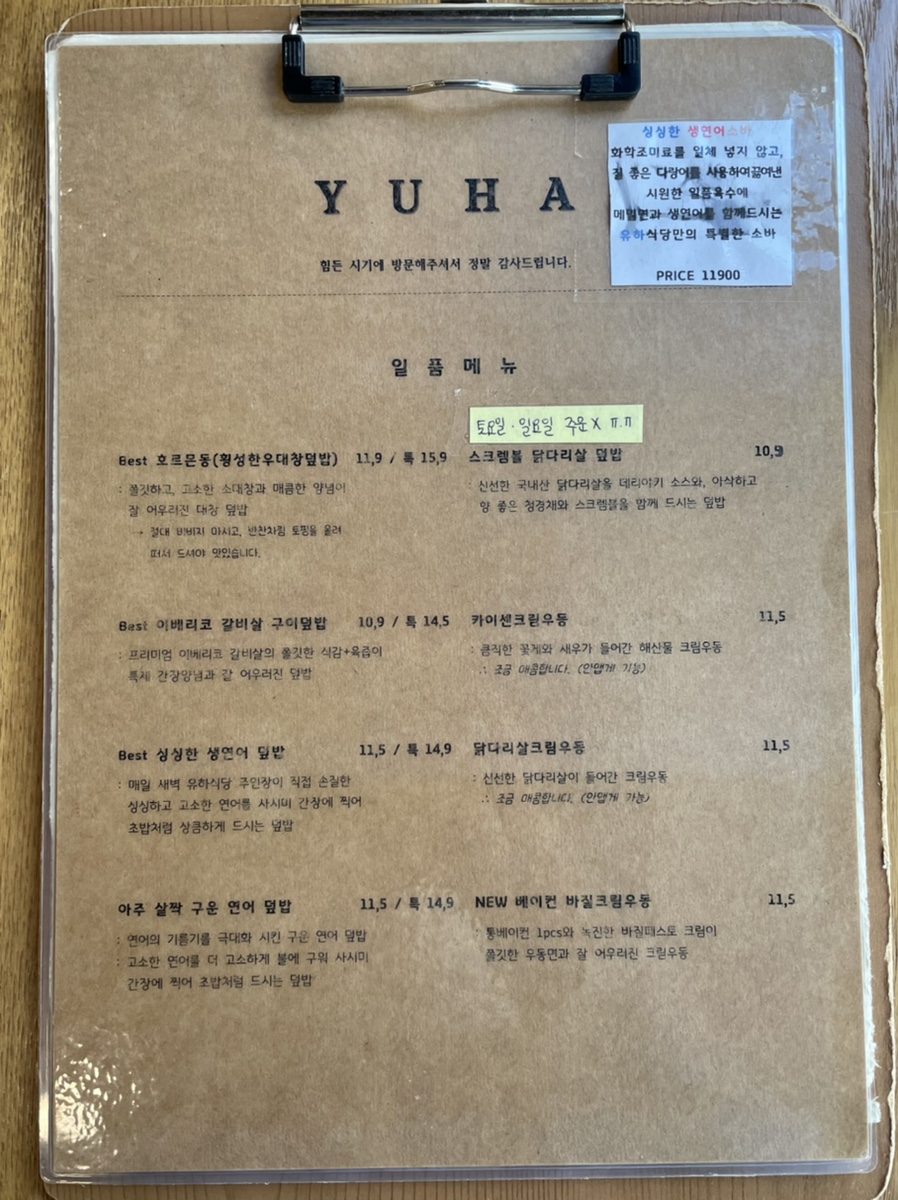 싱싱한 생연어소바
화학조미료를 일체 넣지 않고,
질 좋은 다랑어를 사용하여끓여낸
시원한 일품육수에
메밀면과 생연어를 함께드시는
유하식당만의 특별한 소바
PRICE 11900
YUHA
힘든 시기에 방문해주셔서 정말 감사드립니다.
일품메뉴
Best 호르몬동(횡성한우대창덮밥) 11,9 / 특 15,9
: 쫄깃하고, 고소한 소대창과 매콤한 양념이
잘 어우러진 대창 덮밥
→ 절대 비비지 마시고, 반찬처럼 토핑을 올려
떠서 드셔야 맛있습니다.
Best 이베리코 갈비살 구이덮밥 10,9 / 특 14,5
: 프리미엄 이베리코 갈비살의 쫄깃한 식감+육즙이
특제 간장양념과 잘 어우러진 덮밥
Best 싱싱한 생연어 덮밥 11,5 / 특 14,9
: 매일 새벽 유하식당 주인장이 직접 손질한
싱싱하고 고소한 연어를 사시미 간장에 찍어
초밥처럼 상큼하게 드시는 덮밥
아주 살짝 구운 연어 덮밥 11,5 / 특 14,9
: 연어의 기름기를 극대화 시킨 구운 연어 덮밥
: 고소한 연어를 더 고소하게 불에 구워 사시미
간장에 찍어 초밥처럼 드시는 덮밥
토요일·일요일 주문X ㅠ.ㅠ
스크램블 닭다리살 덮밥 10,9
: 신선한 국내산 닭다리살을 데리야키 소스와, 아삭하고
향 좋은 청경채와 스크램블을 함께 드시는 덮밥
카이센크림우동 11,5
: 큼직한 꽃게와 새우가 들어간 해산물 크림우동
∴ 조금 매콤합니다. (안맵게 가능)
닭다리살크림우동 11,5
: 신선한 닭다리살이 들어간 크림우동
∴ 조금 매콤합니다. (안맵게 가능)
NEW 베이컨 바질크림우동 11,5
: 통베이컨 1pcs와 녹진한 바질페스토 크림이
쫄깃한 우동면과 잘 어우러진 크림우동